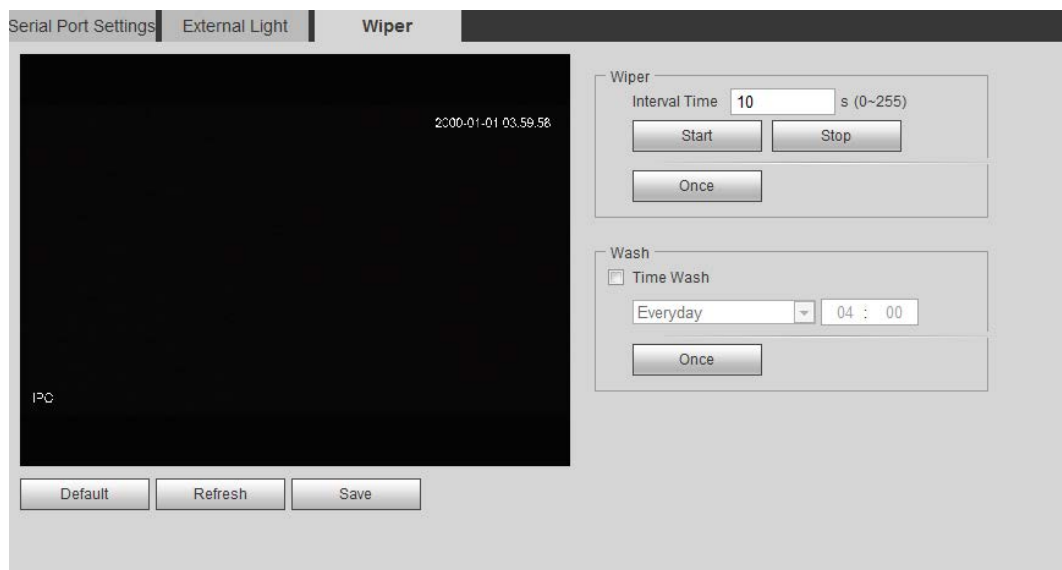 Serial Port Settings External Light Wiper
2000-01-01 03.59.58
IPC
Default Refresh Save
Wiper
Interval Time 10 s (0~255)
Start Stop
Once
Wash
Time Wash
Everyday 04 : 00
Once